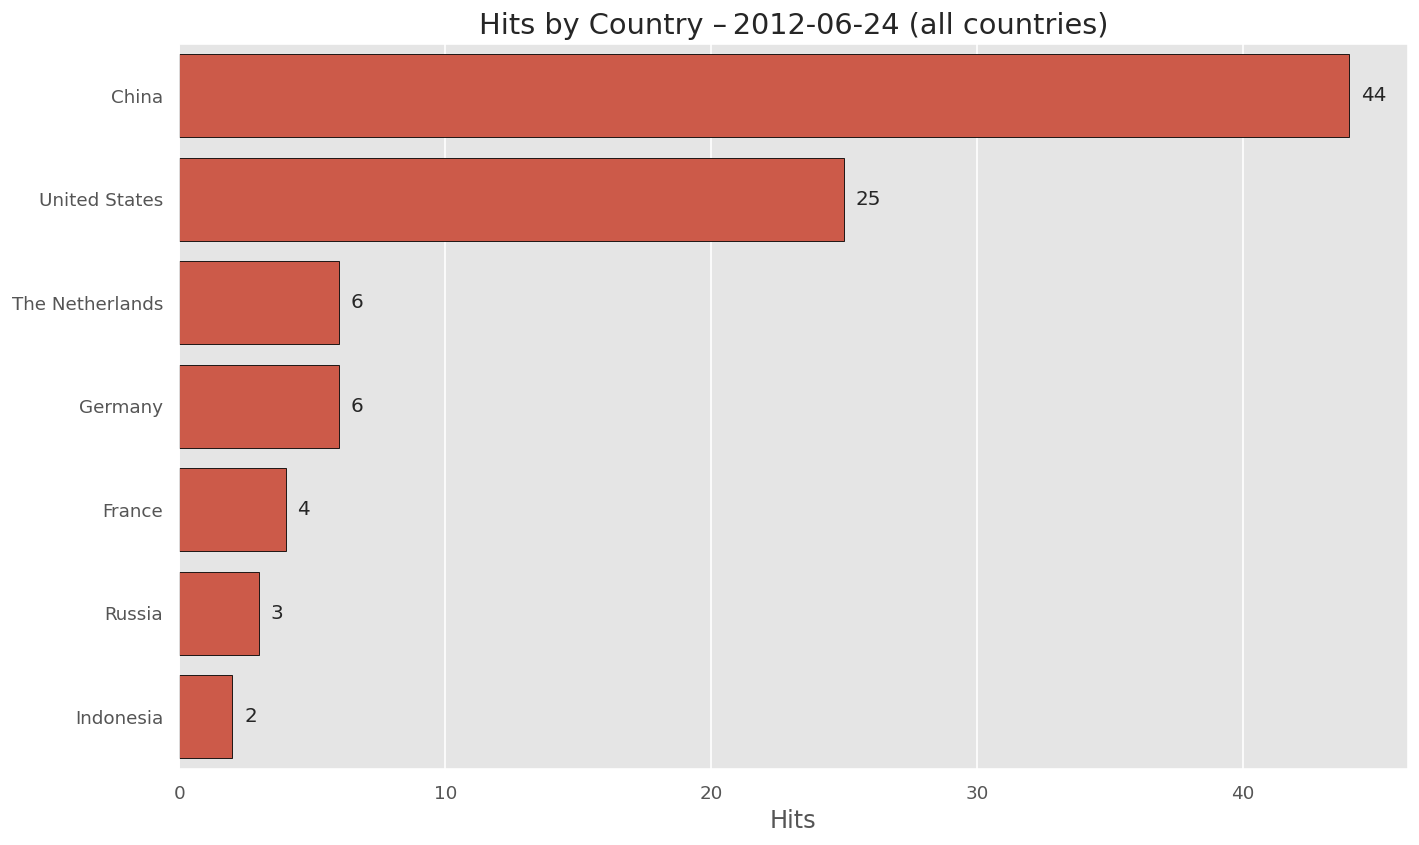 Hits by Country – 2012-06-24 (all countries)
China 44
United States 25
The Netherlands 6
Germany 6
France 4
Russia 3
Indonesia 2
0 10 20 30 40
Hits